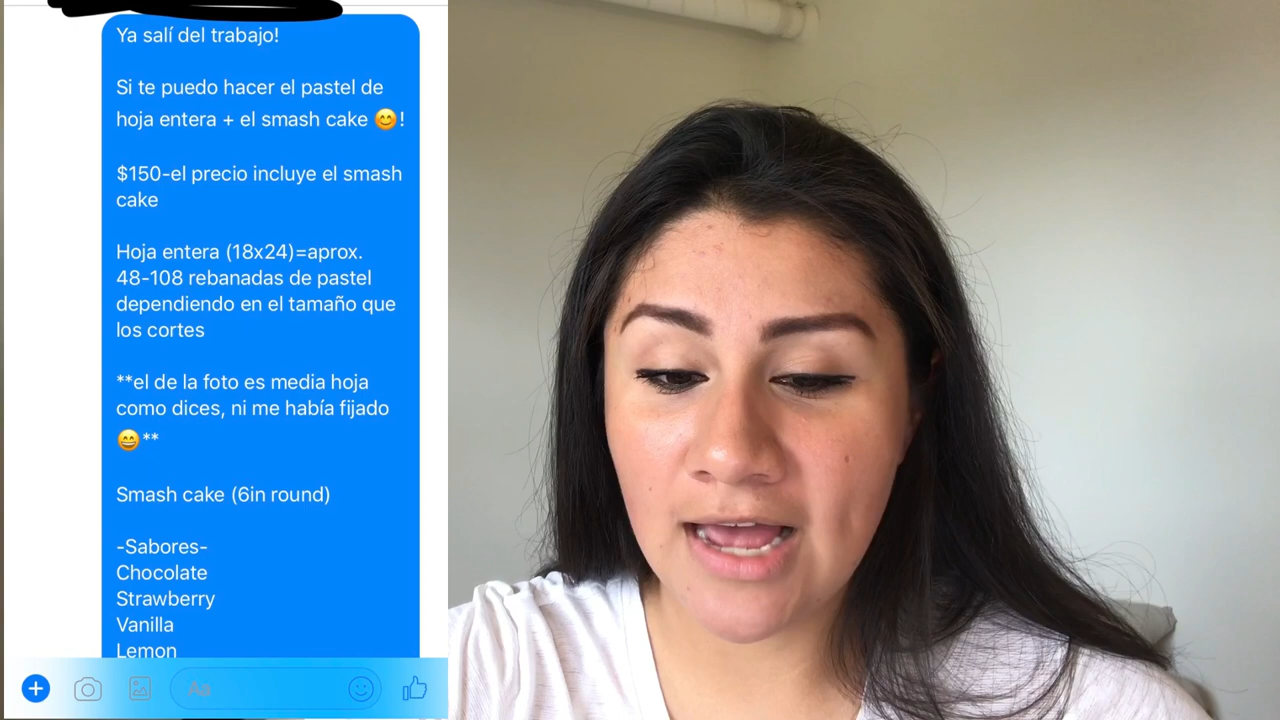 Ya salí del trabajo!
Si te puedo hacer el pastel de
hoja entera + el smash cake 😊!
$150-el precio incluye el smash
cake
Hoja entera (18x24)=aprox.
48-108 rebanadas de pastel
dependiendo en el tamaño que
los cortes
**el de la foto es media hoja
como dices, ni me había fijado
😄**
Smash cake (6in round)
-Sabores-
Chocolate
Strawberry
Vanilla
Lemon
Aa